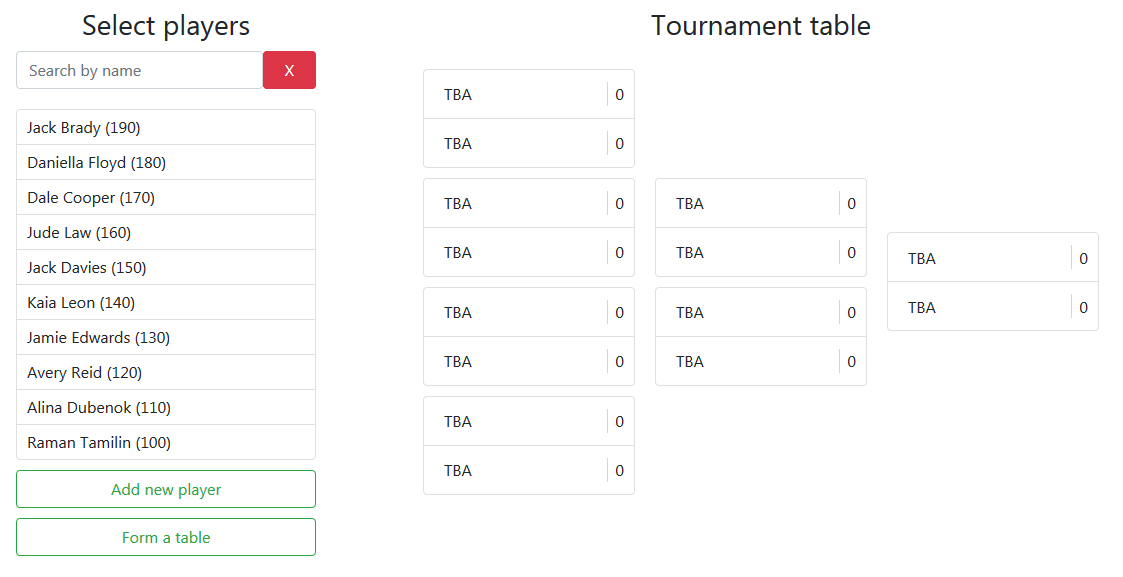 Select players
Search by name
X
Jack Brady (190)
Daniella Floyd (180)
Dale Cooper (170)
Jude Law (160)
Jack Davies (150)
Kaia Leon (140)
Jamie Edwards (130)
Avery Reid (120)
Alina Dubenok (110)
Raman Tamilin (100)
Add new player
Form a table
Tournament table
TBA 0
TBA 0
TBA 0
TBA 0
TBA 0
TBA 0
TBA 0
TBA 0
TBA 0
TBA 0
TBA 0
TBA 0
TBA 0
TBA 0